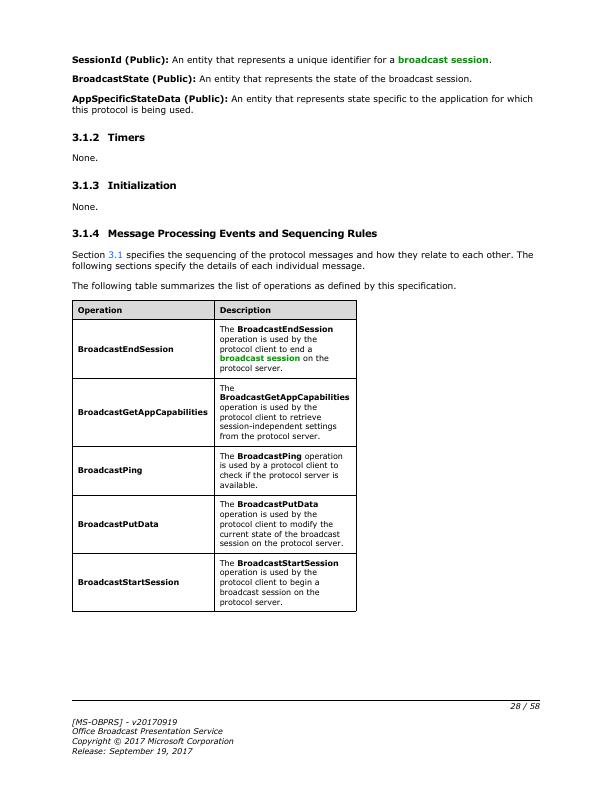 SessionId (Public): An entity that represents a unique identifier for a broadcast session.
BroadcastState (Public): An entity that represents the state of the broadcast session.
AppSpecificStateData (Public): An entity that represents state specific to the application for which
this protocol is being used.
3.1.2 Timers
None.
3.1.3 Initialization
None.
3.1.4 Message Processing Events and Sequencing Rules
Section 3.1 specifies the sequencing of the protocol messages and how they relate to each other. The
following sections specify the details of each individual message.
The following table summarizes the list of operations as defined by this specification.
Operation
Description
BroadcastEndSession
The BroadcastEndSession
operation is used by the
protocol client to end a
broadcast session on the
protocol server.
BroadcastGetAppCapabilities
The
BroadcastGetAppCapabilities
operation is used by the
protocol client to retrieve
session-independent settings
from the protocol server.
BroadcastPing
The BroadcastPing operation
is used by a protocol client to
check if the protocol server is
available.
BroadcastPutData
The BroadcastPutData
operation is used by the
protocol client to modify the
current state of the broadcast
session on the protocol server.
BroadcastStartSession
The BroadcastStartSession
operation is used by the
protocol client to begin a
broadcast session on the
protocol server.
28 / 58
[MS-OBPRS] - v20170919
Office Broadcast Presentation Service
Copyright © 2017 Microsoft Corporation
Release: September 19, 2017